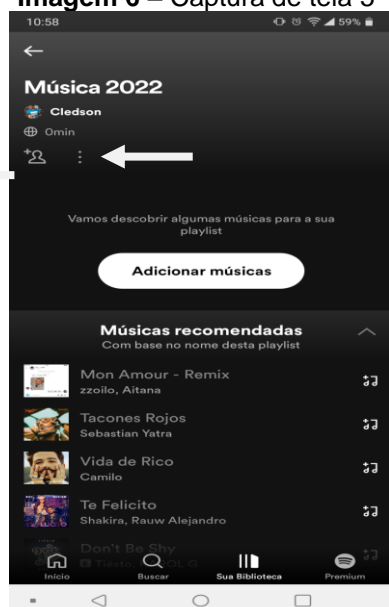 Imagem 6 – Captura de tela 5
10:58
59%
Música 2022
Cledson
0min
Vamos descobrir algumas músicas para a sua
playlist
Adicionar músicas
Músicas recomendadas
Com base no nome desta playlist
Mon Amour - Remix
zzoilo, Aitana
Tacones Rojos
Sebastian Yatra
Vida de Rico
Camilo
Te Felicito
Shakira, Rauw Alejandro
Don't Be Shy
E Tiësto, KAROL G
Início
Buscar
Sua Biblioteca
Premium